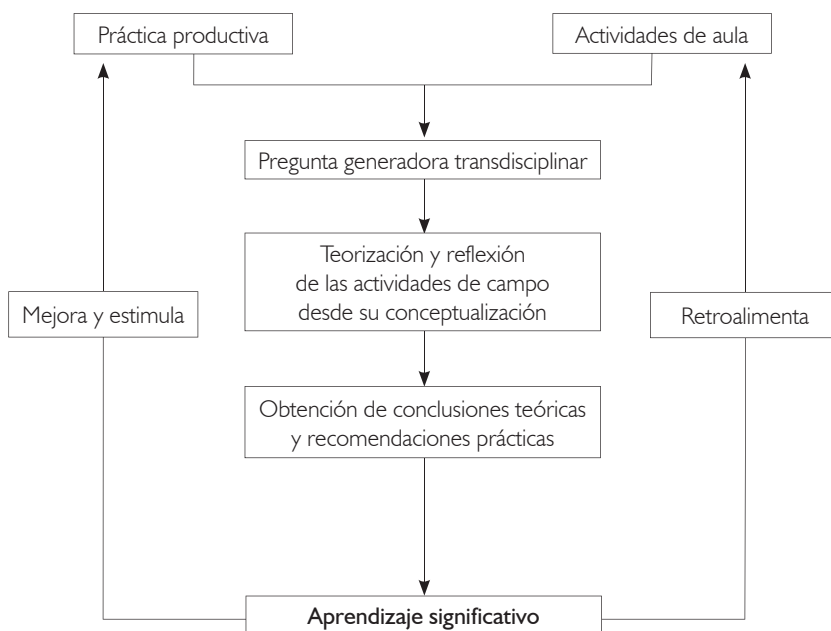 Práctica productiva
Actividades de aula
Pregunta generadora transdisciplinar
Teorización y reflexión
de las actividades de campo
desde su conceptualización
Mejora y estimula
Retroalimenta
Obtención de conclusiones teóricas
y recomendaciones prácticas
Aprendizaje significativo